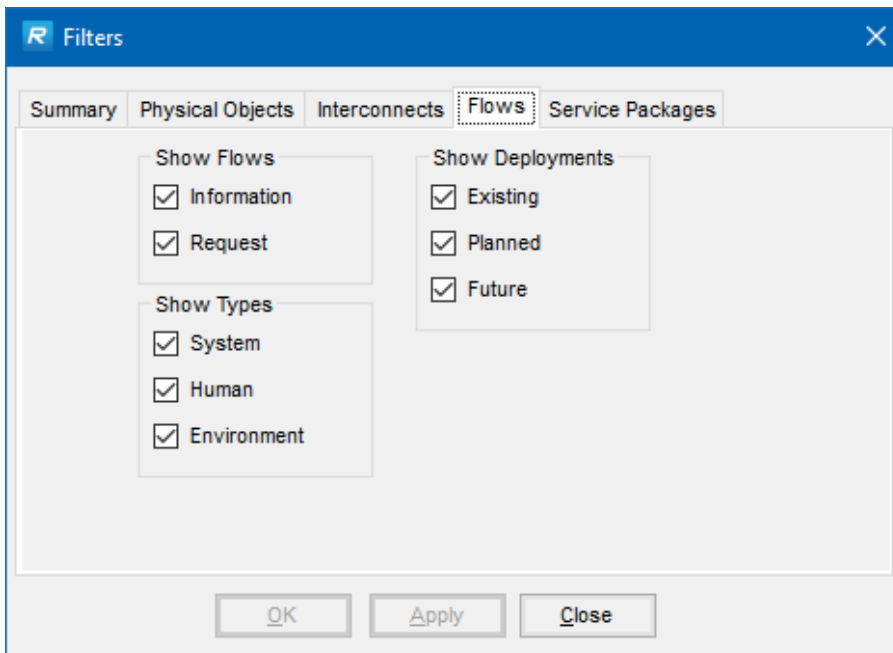 R Filters
Summary Physical Objects Interconnects Flows Service Packages
Show Flows
Information
Request
Show Types
System
Human
Environment
Show Deployments
Existing
Planned
Future
OK Apply Close